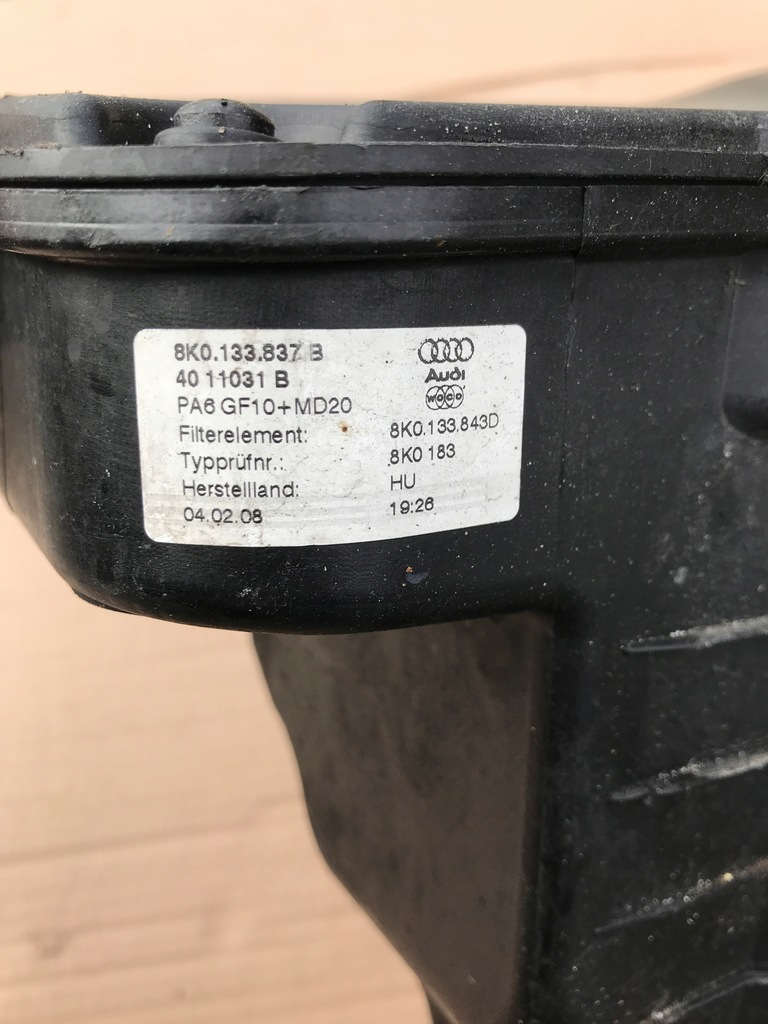 8K0.133.837 B
40 11031 B
Audi
PA6 GF10+MD20
WOCO
Filterelement: 8K0.133.843D
Typprüfnr.: 8K0 183
Herstellland: HU
04.02.08 19:26